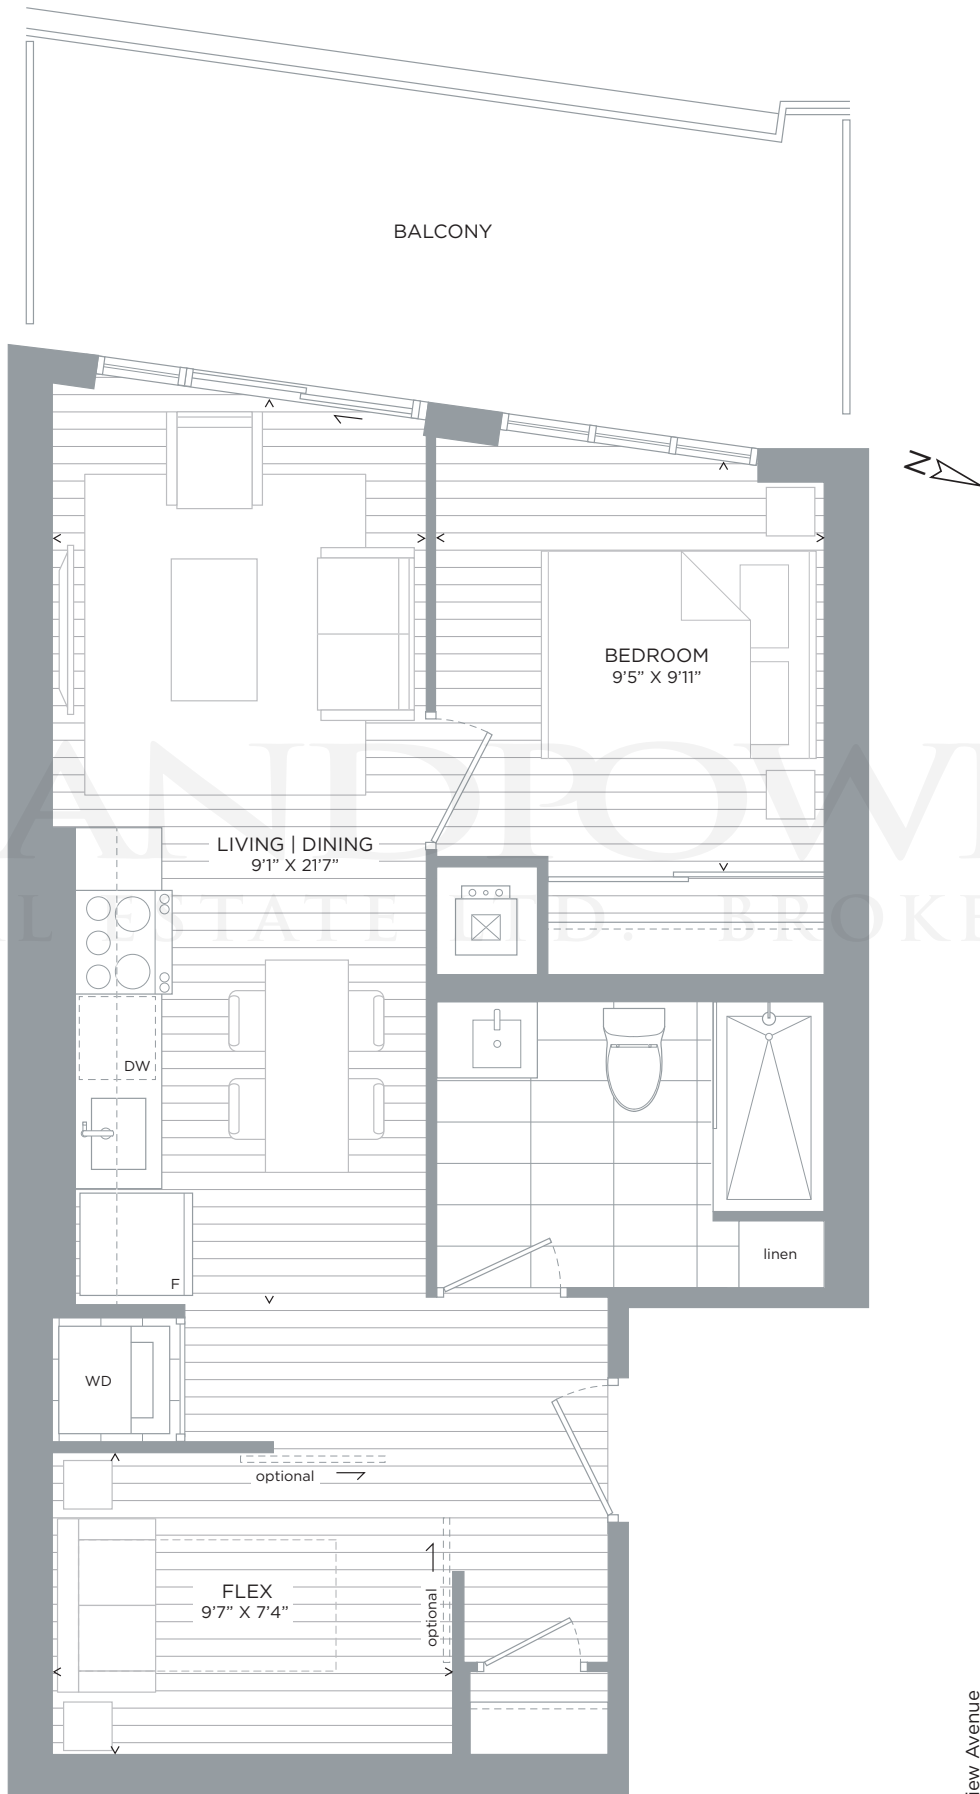 BALCONY
N
BEDROOM
9'5” X 9'11”
LIVING | DINING
9'1” X 21'7”
DW
F
linen
WD
optional
FLEX
9'7” X 7'4”
optional
Avenue